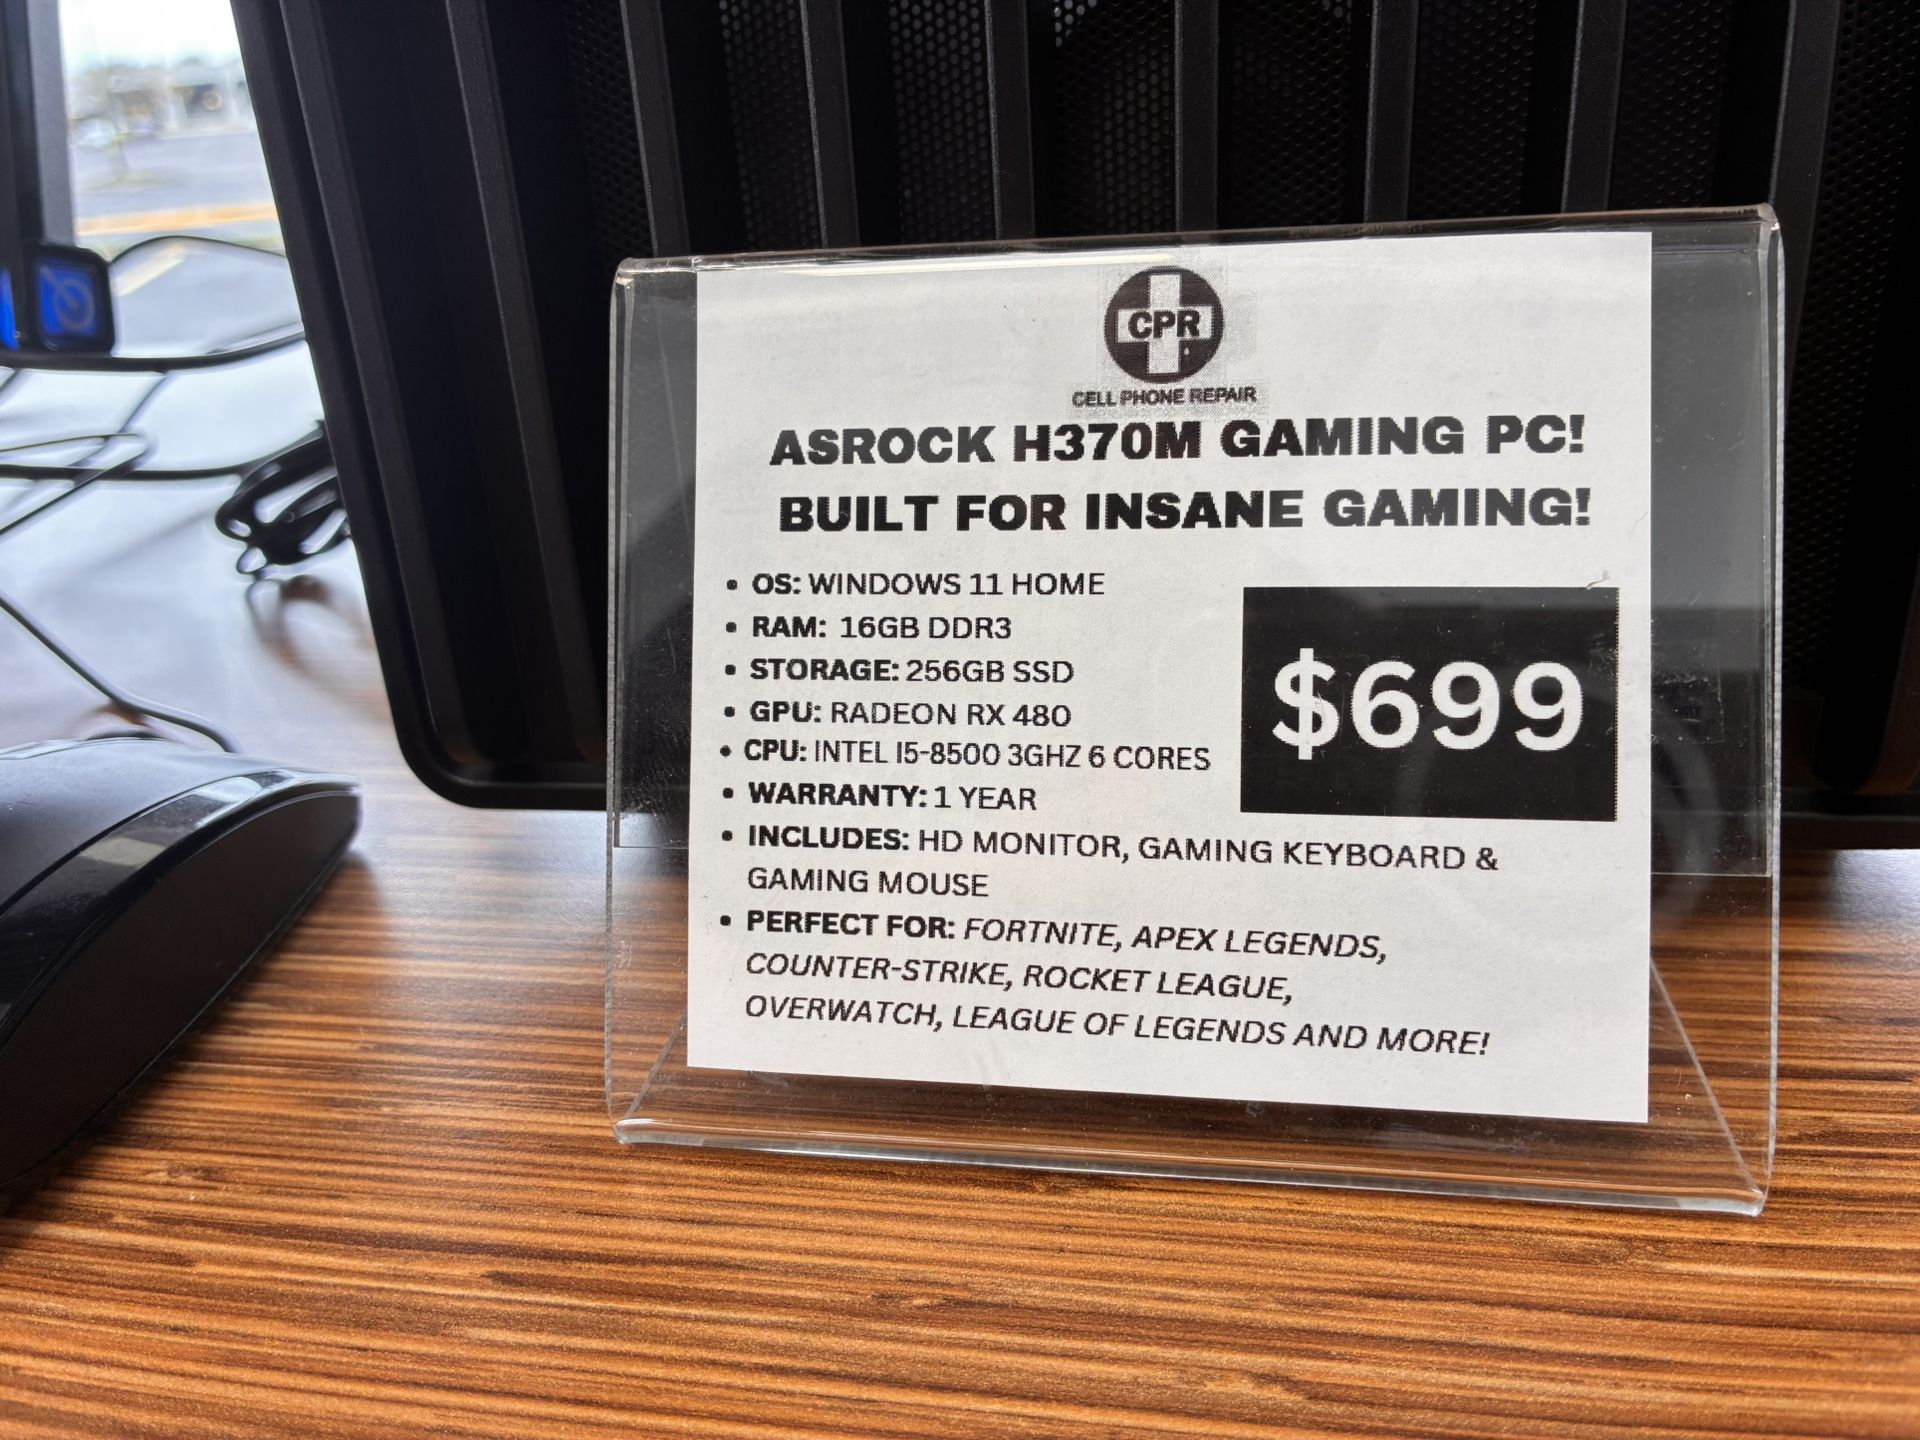 CPR
CELL PHONE REPAIR
ASROCK H370M GAMING PC!
BUILT FOR INSANE GAMING!
• OS: WINDOWS 11 HOME
• RAM: 16GB DDR3
• STORAGE: 256GB SSD
• GPU: RADEON RX 480
• CPU: INTEL I5-8500 3GHZ 6 CORES
• WARRANTY: 1 YEAR
• INCLUDES: HD MONITOR, GAMING KEYBOARD &
GAMING MOUSE
• PERFECT FOR: FORTNITE, APEX LEGENDS,
COUNTER-STRIKE, ROCKET LEAGUE,
OVERWATCH, LEAGUE OF LEGENDS AND MORE!
$699